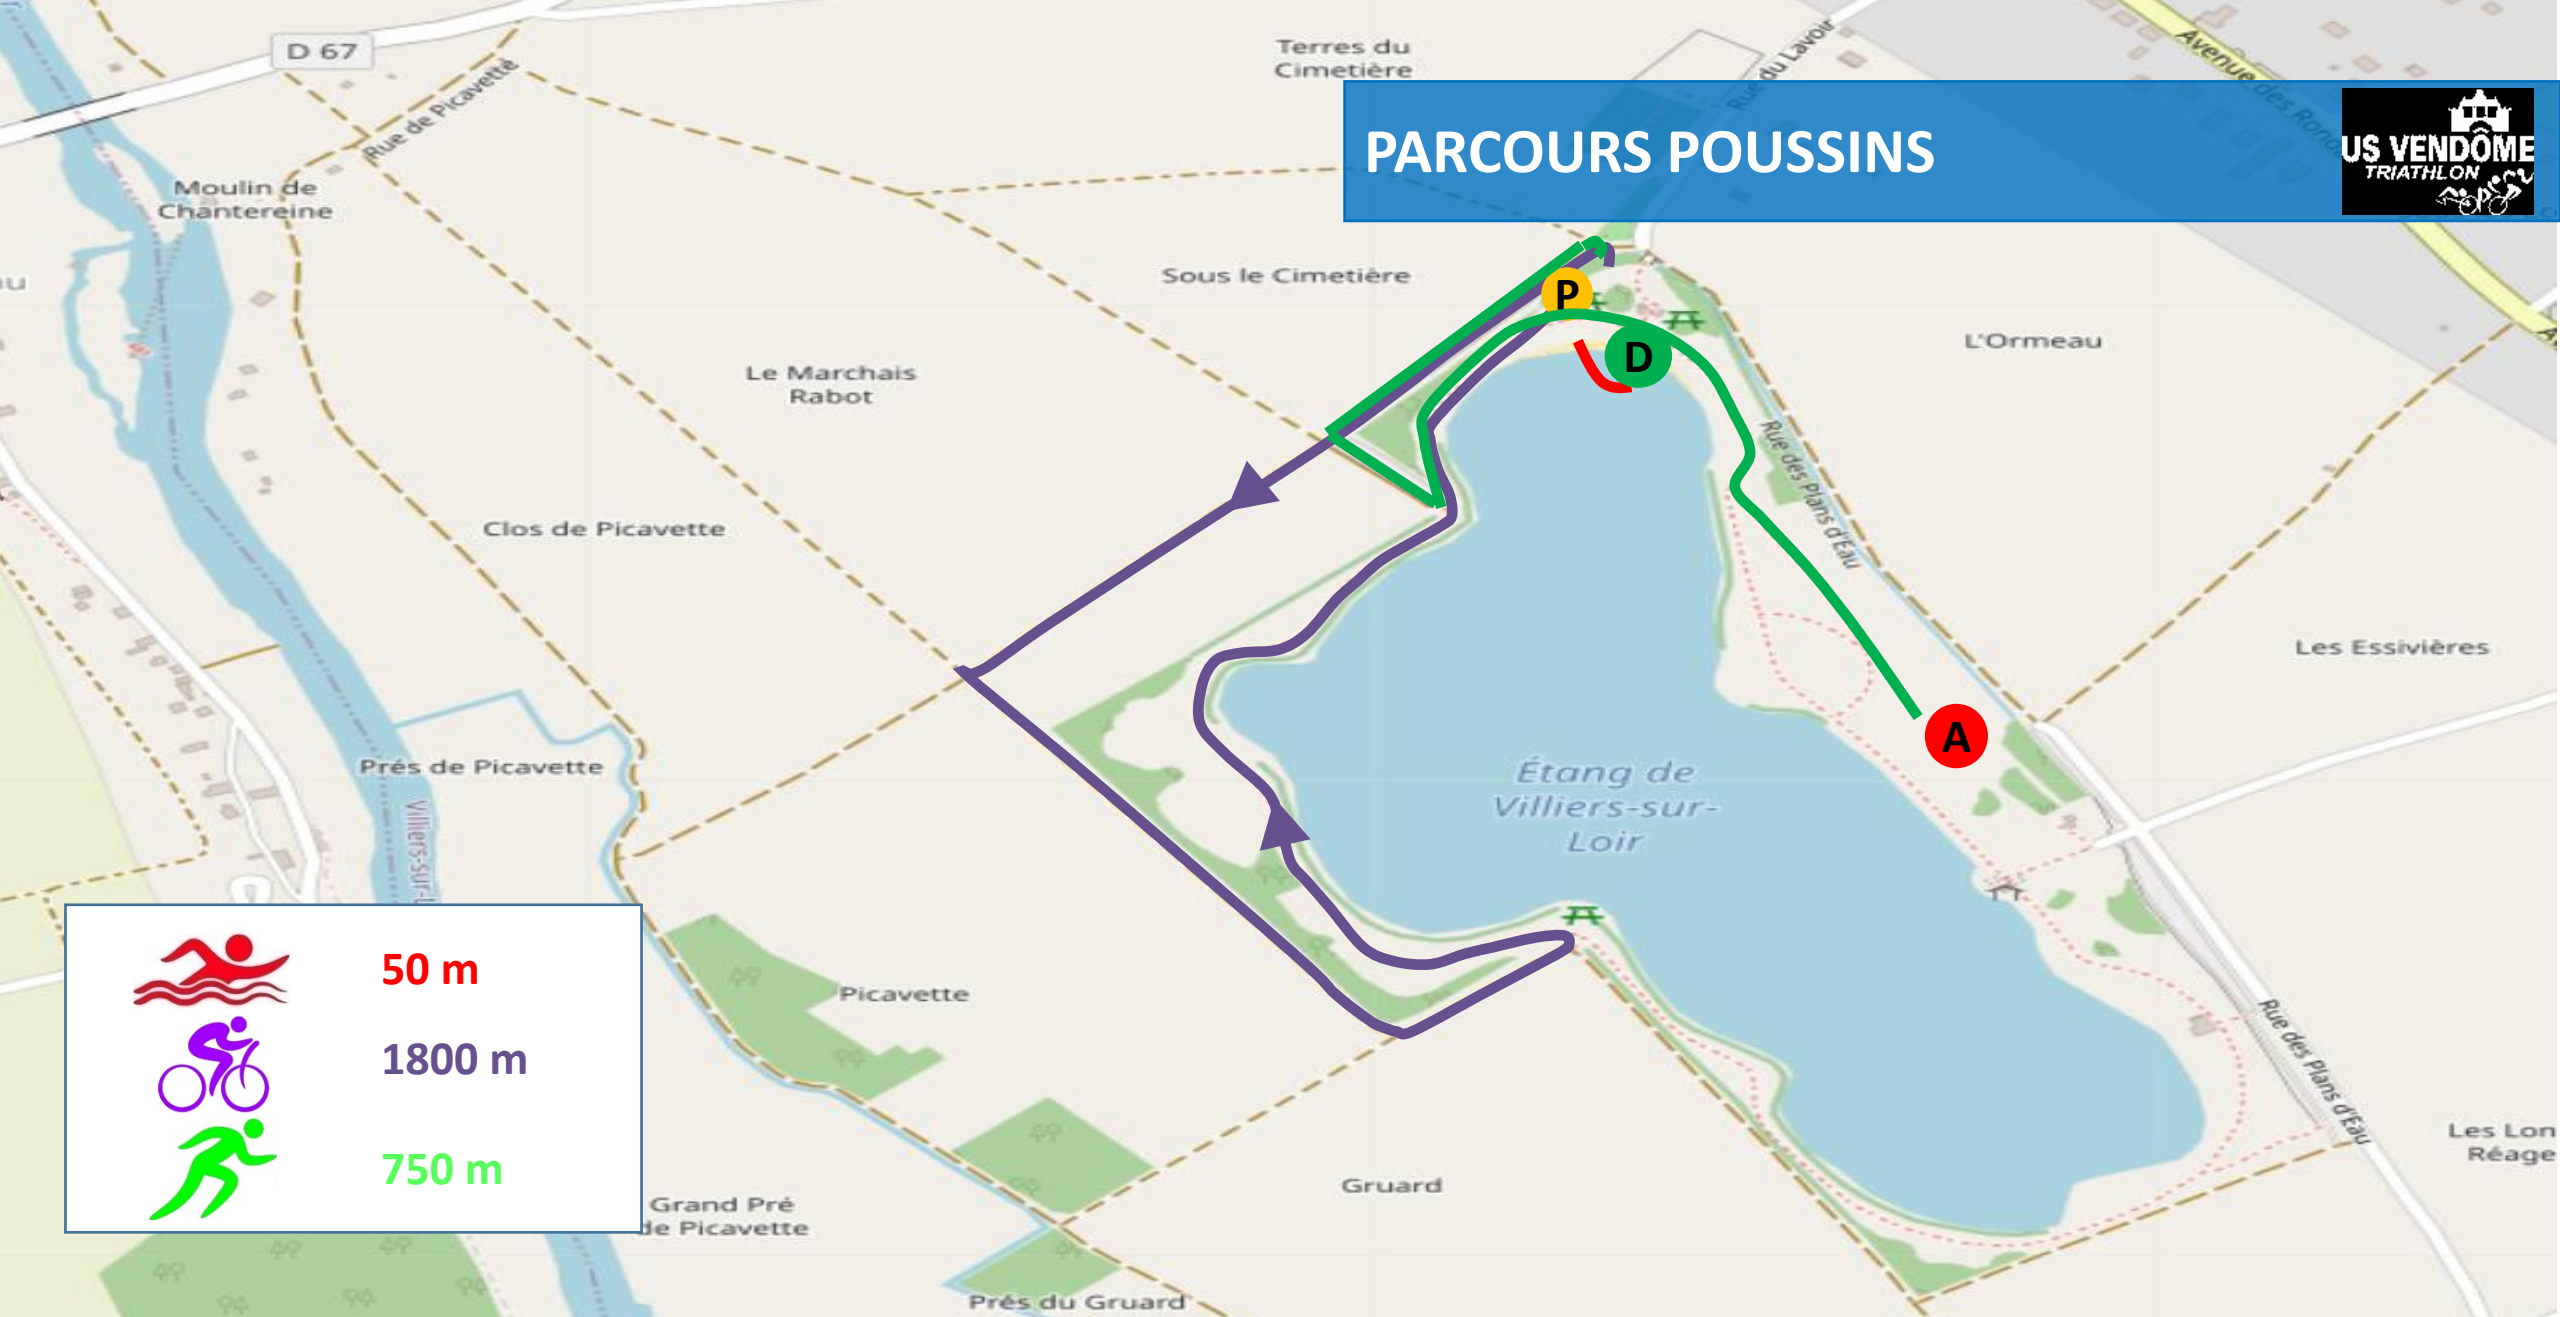 D 67
Rue de Picavette
Terres du
Cimetière
Rue du Lavoir
Avenue des Ronc
PARCOURS POUSSINS
US VENDÔME
TRIATHLON
Moulin de
Chantereine
au
Sous le Cimetière
P
D
L'Ormeau
Le Marchais
Rabot
Rue des Plans d'Eau
Clos de Picavette
Les Essivières
A
Prés de Picavette
Étang de
Villiers-sur-
Loir
Villiers-sur-L
50 m
1800 m
750 m
Picavette
Rue des Plans d'Eau
Les Lon
Réage
Gruard
Grand Pré
de Picavette
Prés du Gruard